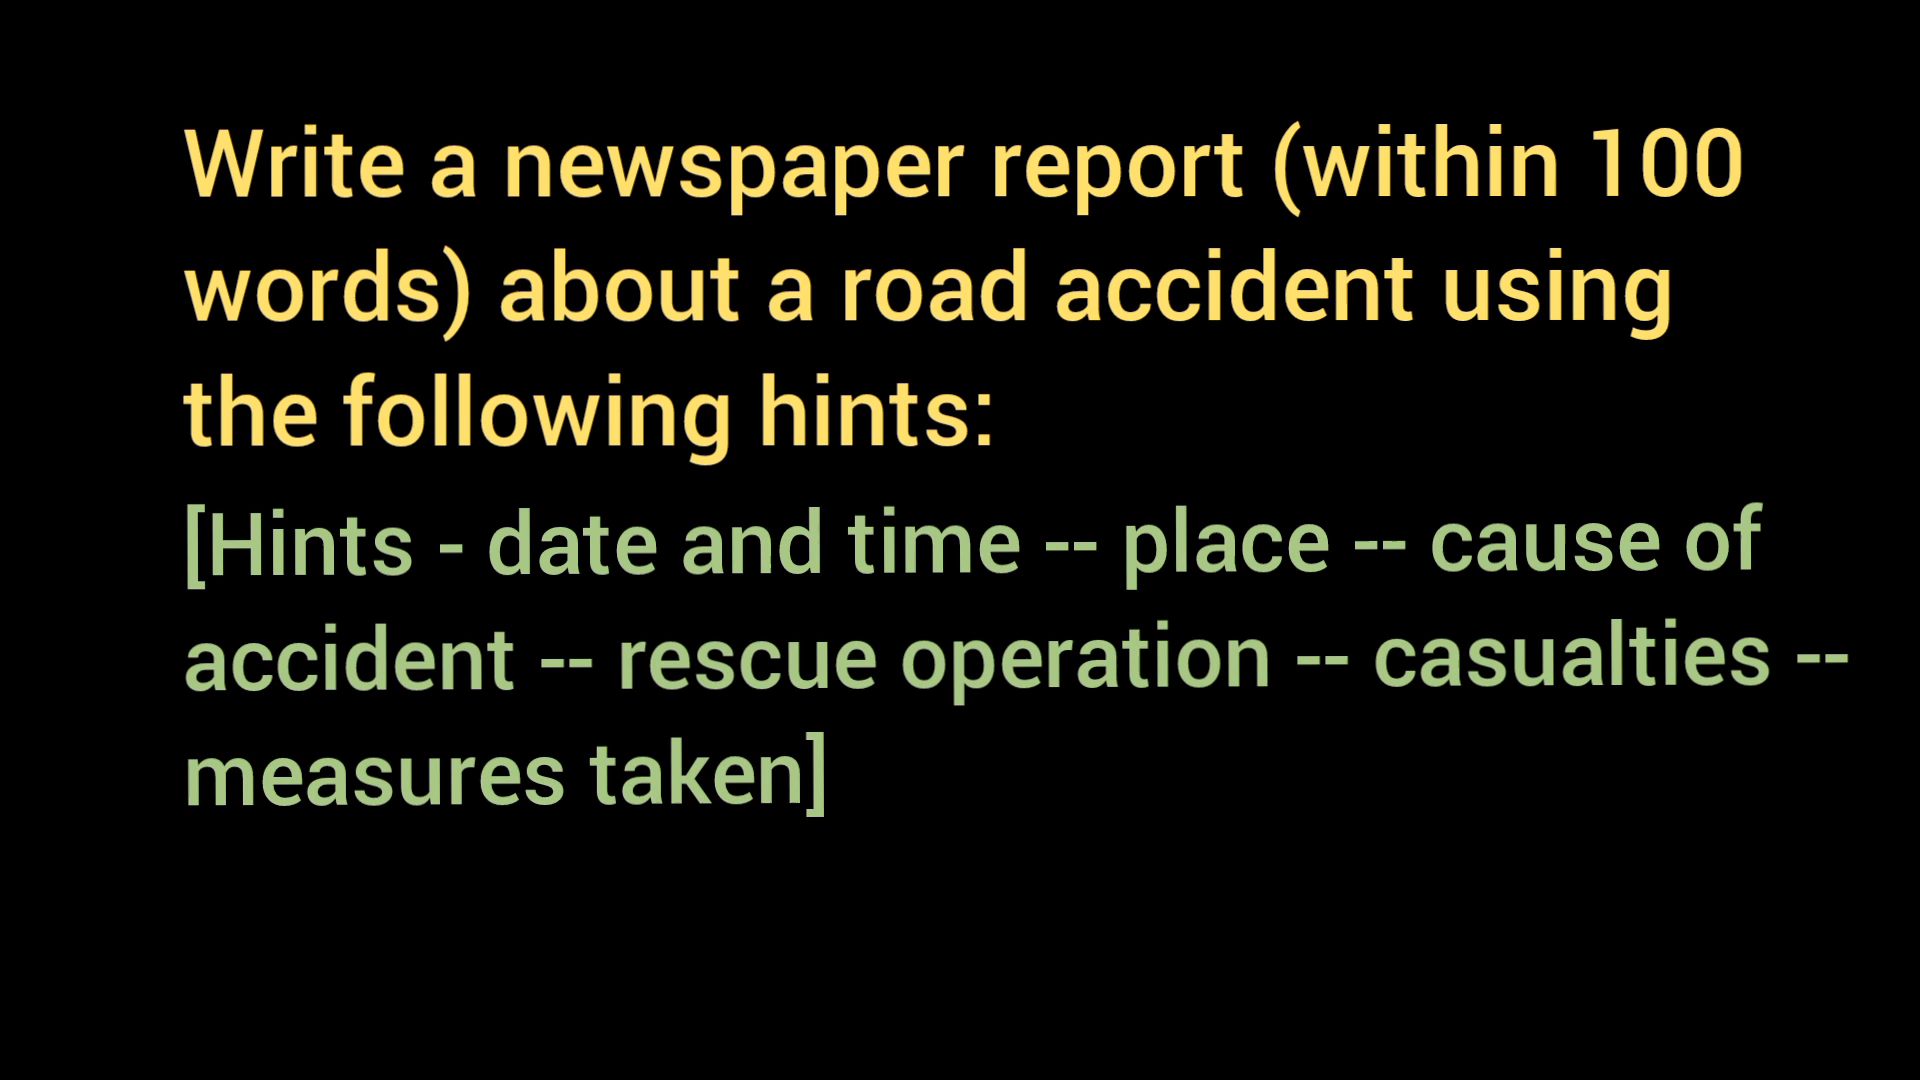 Write a newspaper report (within 100
words) about a road accident using
the following hints:
[Hints - date and time -- place -- cause of
accident -- rescue operation -- casualties --
measures taken]